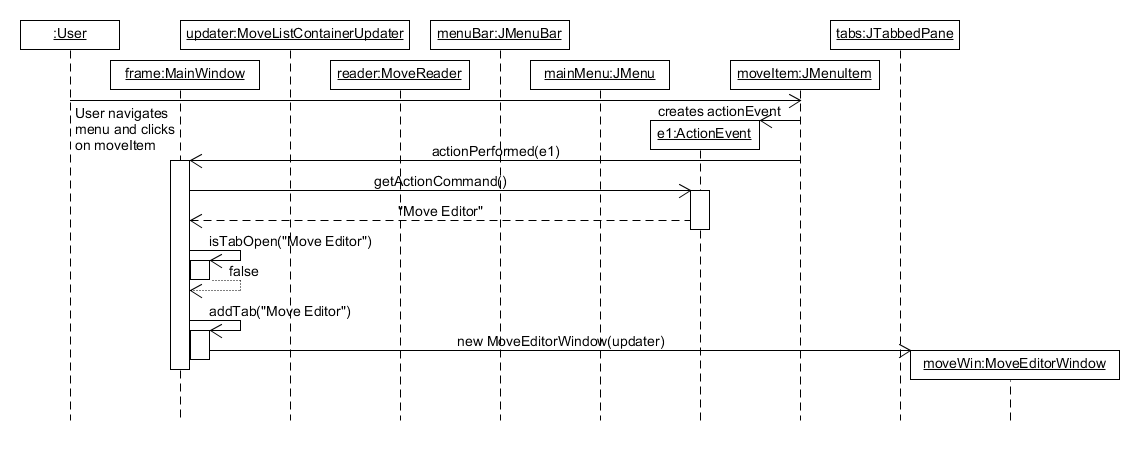 :User
updater:MoveListContainerUpdater
menuBar:JMenuBar
tabs:JTabbedPane
frame:MainWindow
reader:MoveReader
mainMenu:JMenu
moveItem:JMenuItem
User navigates
menu and clicks
on moveItem
creates actionEvent
e1:ActionEvent
actionPerformed(e1)
getActionCommand()
"Move Editor"
isTabOpen("Move Editor")
false
addTab("Move Editor")
new MoveEditorWindow(updater)
moveWin:MoveEditorWindow